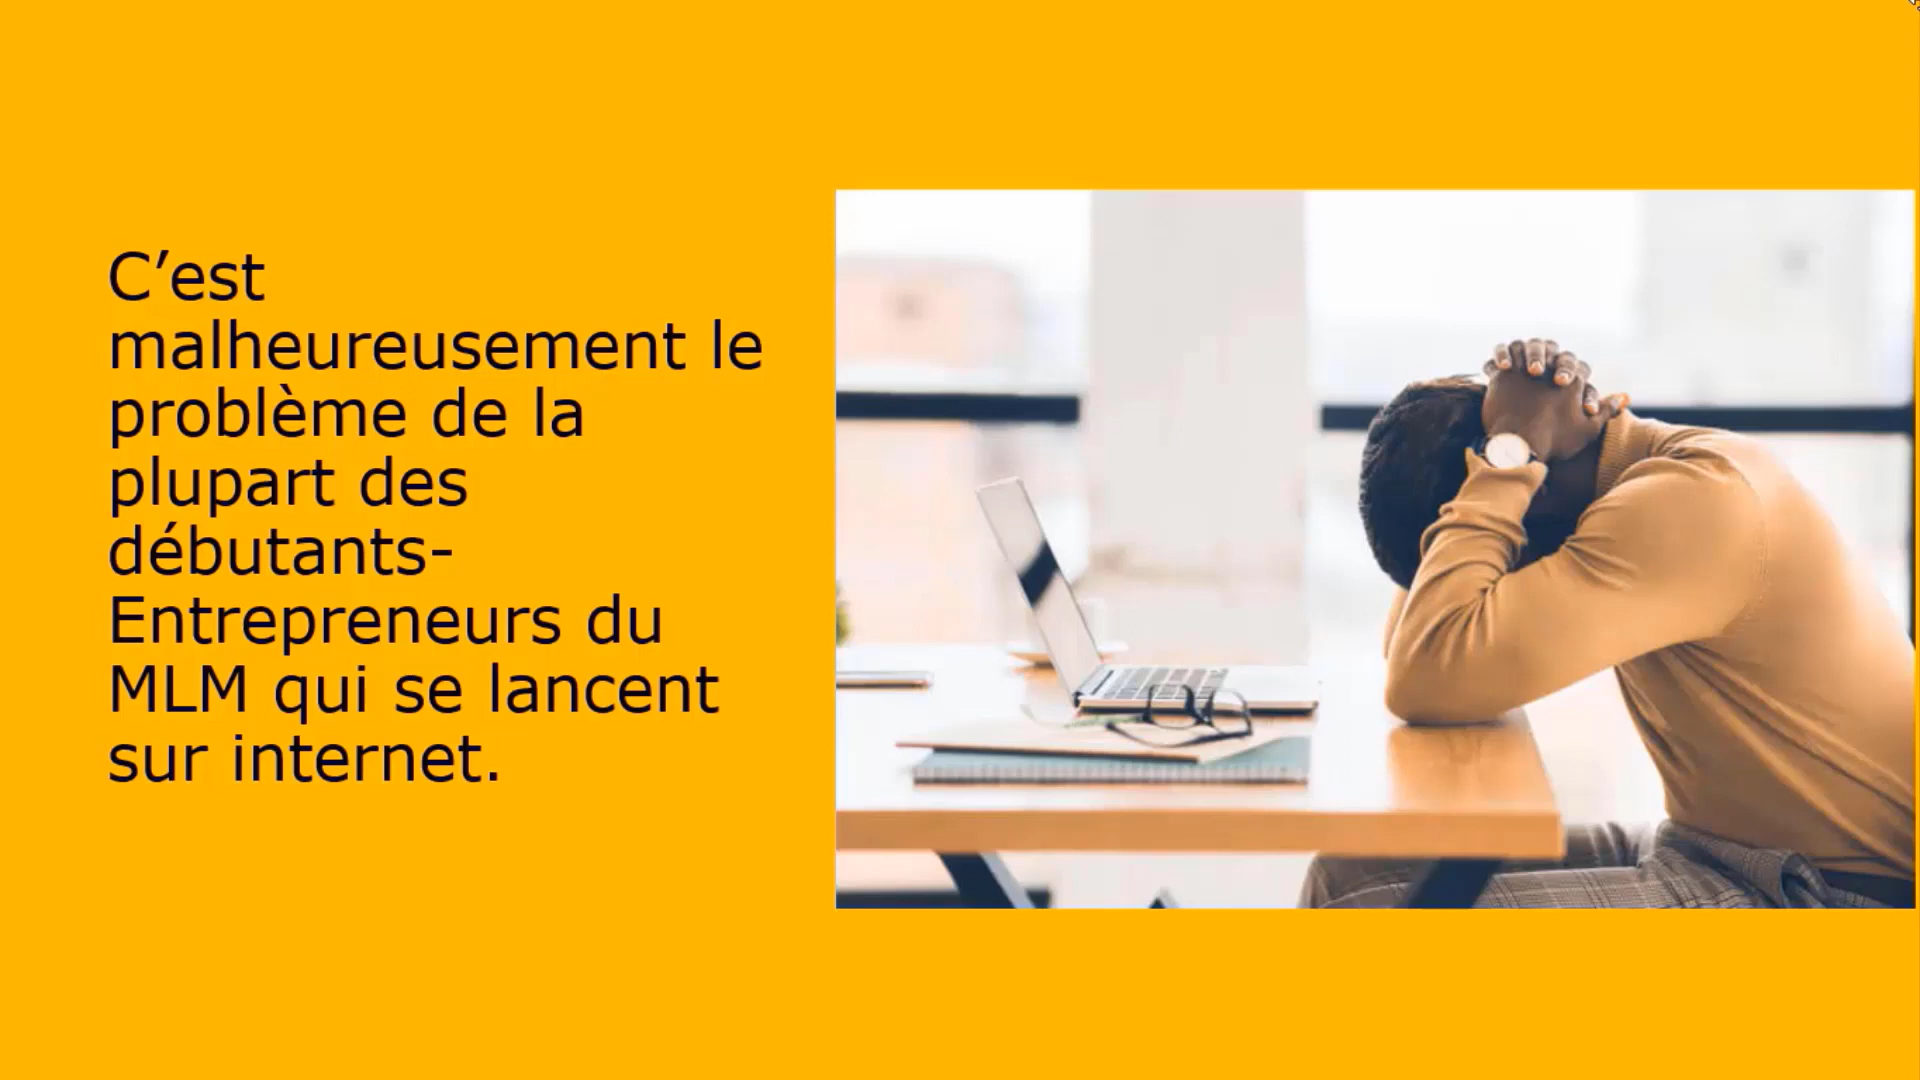 C’est
malheureusement le
problème de la
plupart des
débutants-
Entrepreneurs du
MLM qui se lancent
sur internet.